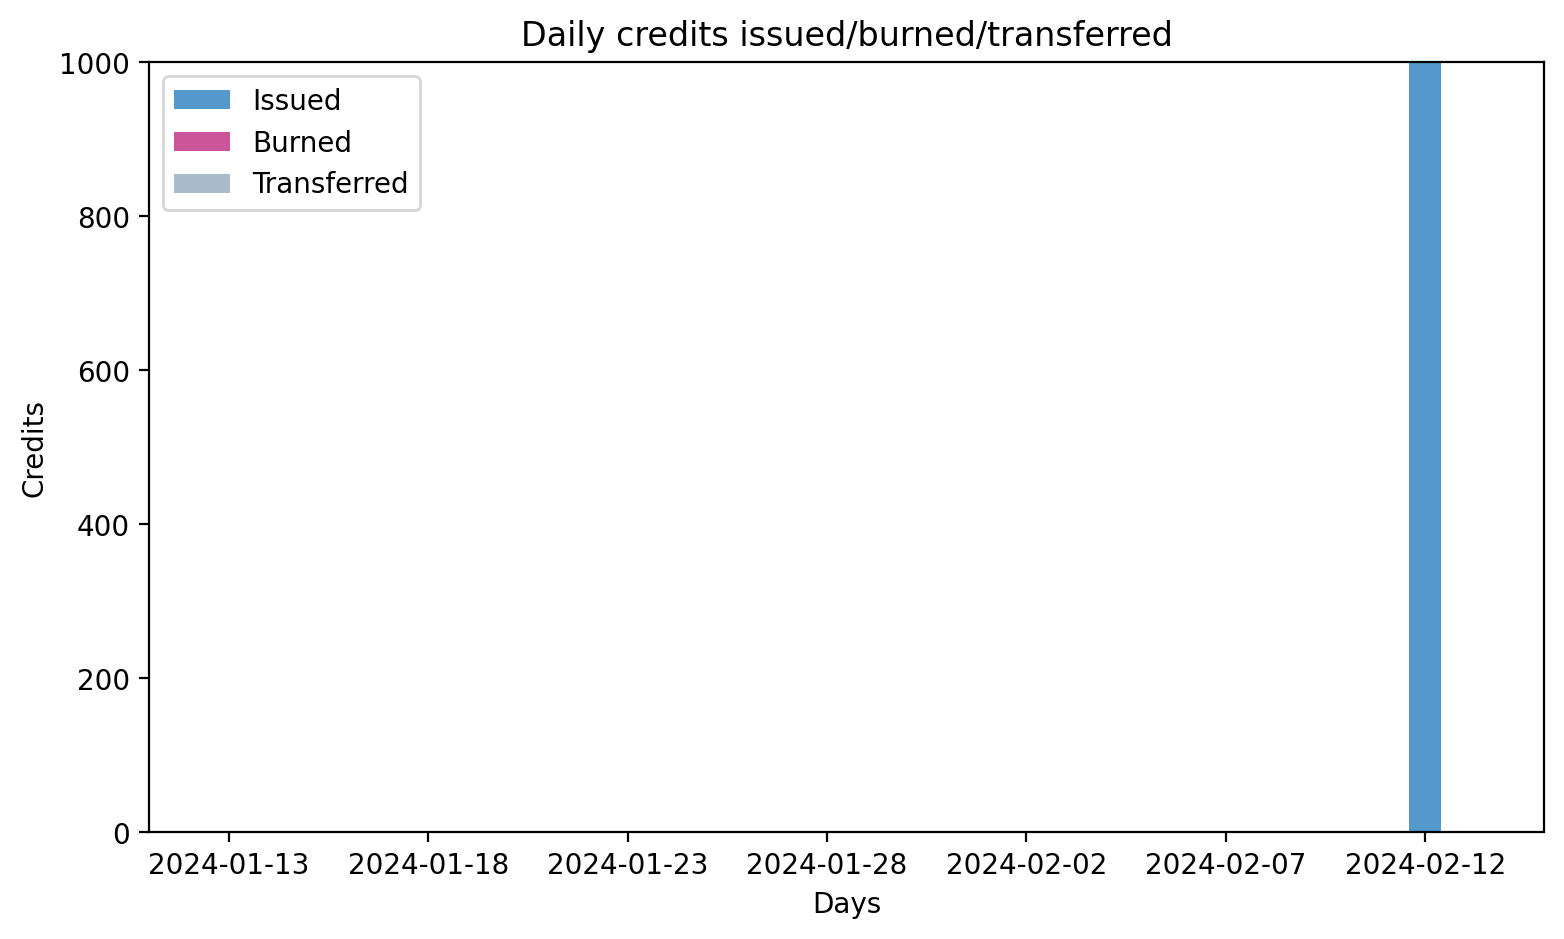 Daily credits issued/burned/transferred
1000
800
600
400
200
0
Credits
Issued
Burned
Transferred
2024-01-13 2024-01-18 2024-01-23 2024-01-28 2024-02-02 2024-02-07 2024-02-12
Days